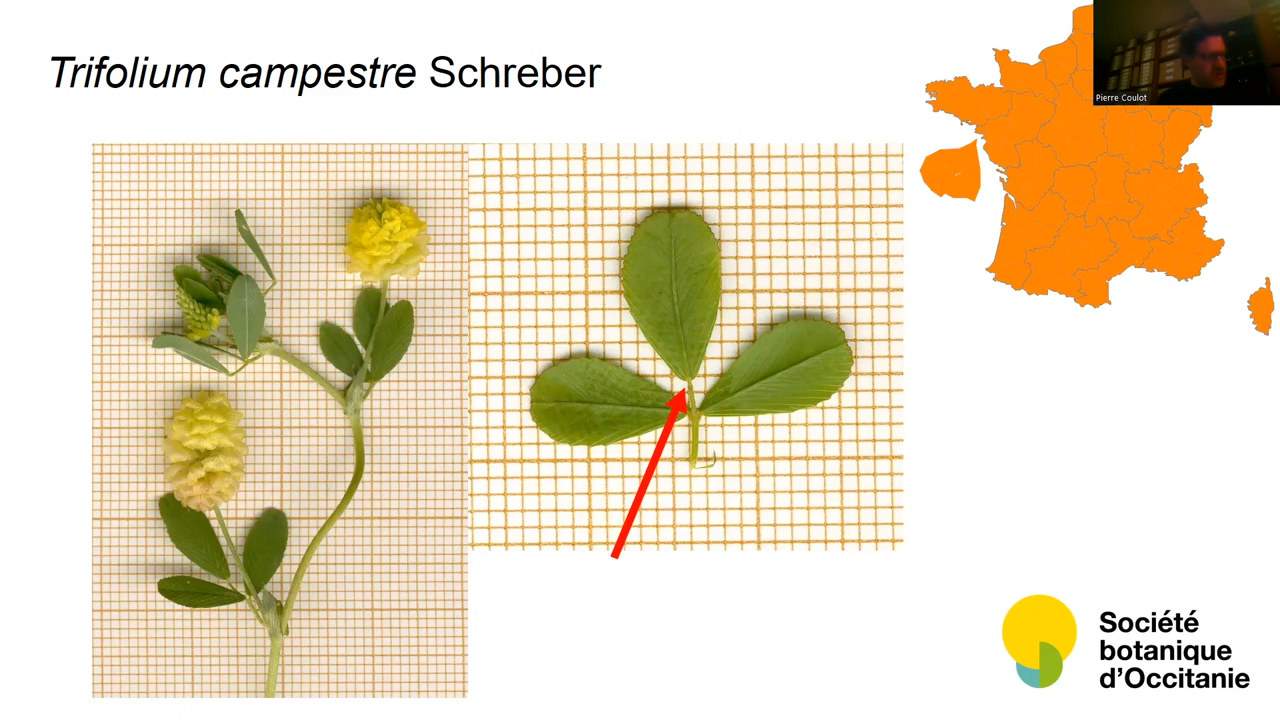 Trifolium campestre Schreber
Pierre Coulot
Société
botanique
d'Occitanie